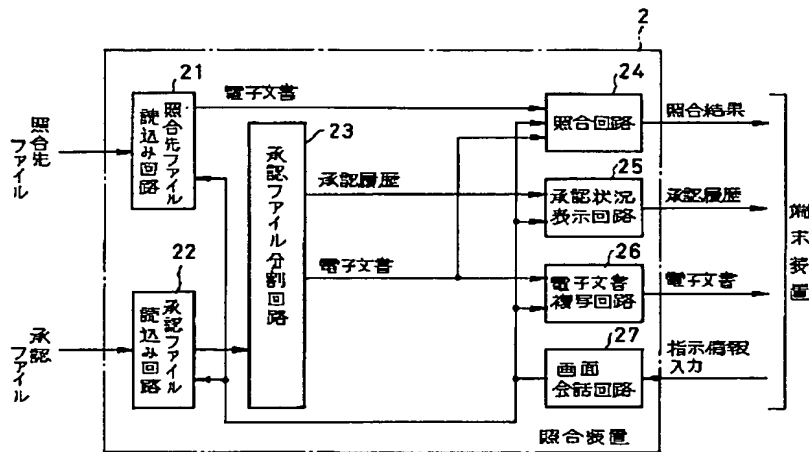 2
21
電子文書
24
照合先
ファイル
照合先ファイル
読込み回路
23
照合回路
照合結果
承認ファイル分割回路
承認履歴
25
承認状況
表示回路
承認履歴
端末装置
22
電子文書
26
電子文書
複写回路
電子文書
承認
ファイル
承認ファイル
読込み回路
27
画面
会話回路
指示情報
入力
照合装置